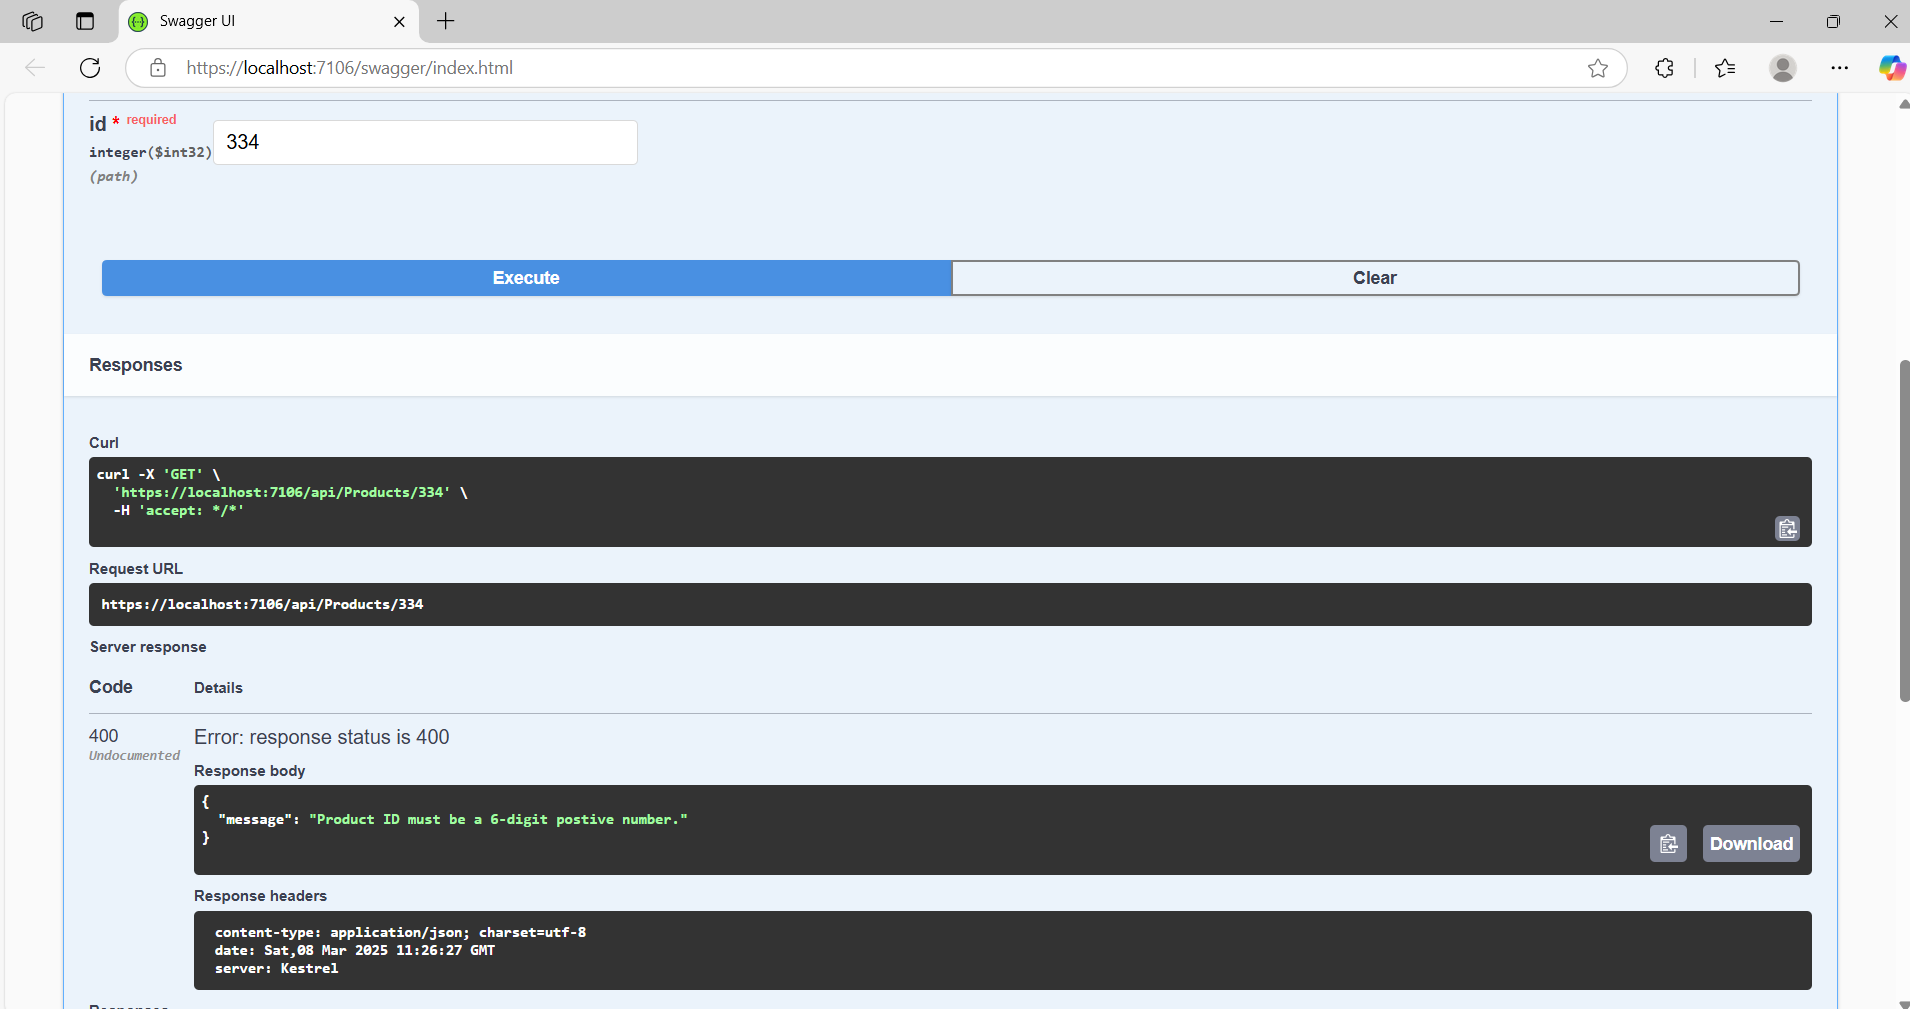 Swagger UI
https://localhost:7106/swagger/index.html
id * required
334
integer($int32)
(path)
Execute
Clear
Responses
Curl
curl -X 'GET' \
'https://localhost:7106/api/Products/334' \
-H 'accept: */*'
Request URL
https://localhost:7106/api/Products/334
Server response
Code
Details
400
Undocumented
Error: response status is 400
Response body
{
"message": "Product ID must be a 6-digit postive number."
}
Download
Response headers
content-type: application/json; charset=utf-8
date: Sat,08 Mar 2025 11:26:27 GMT
server: Kestrel
Responses